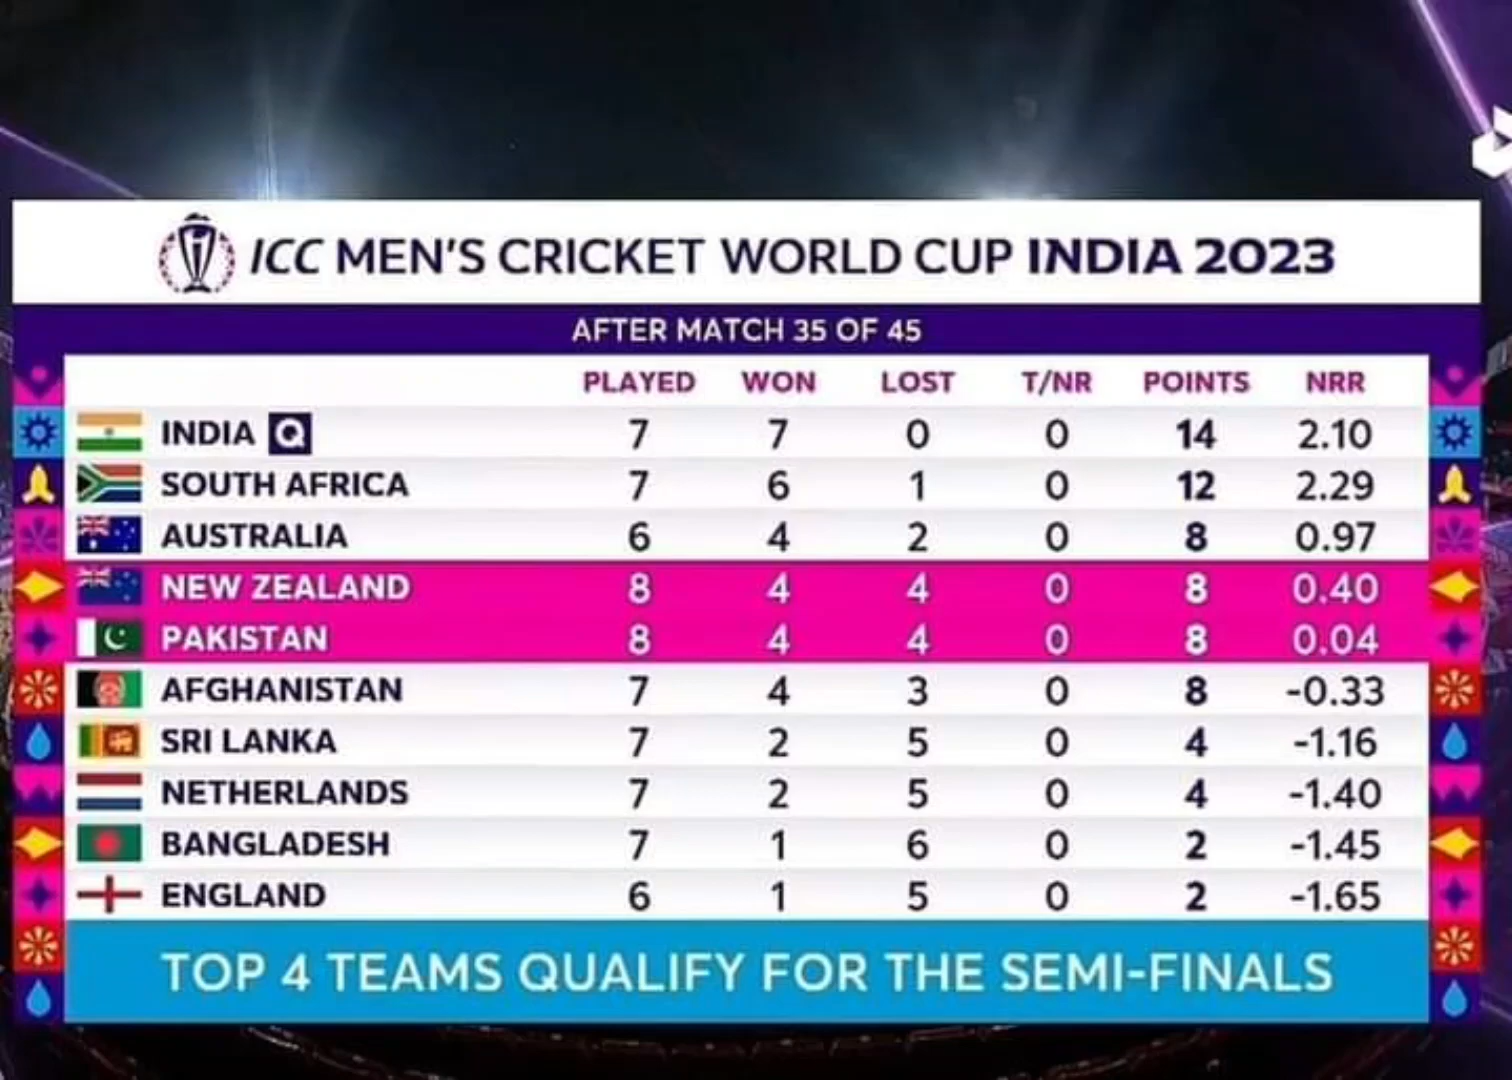 ICC MEN'S CRICKET WORLD CUP INDIA 2023
AFTER MATCH 35 OF 45
PLAYED WON LOST T/NR POINTS NRR
INDIA Q 7 7 0 0 14 2.10
SOUTH AFRICA 7 6 1 0 12 2.29
AUSTRALIA 6 4 2 0 8 0.97
NEW ZEALAND 8 4 4 0 8 0.40
PAKISTAN 8 4 4 0 8 0.04
AFGHANISTAN 7 4 3 0 8 -0.33
SRI LANKA 7 2 5 0 4 -1.16
NETHERLANDS 7 2 5 0 4 -1.40
BANGLADESH 7 1 6 0 2 -1.45
ENGLAND 6 1 5 0 2 -1.65
TOP 4 TEAMS QUALIFY FOR THE SEMI-FINALS